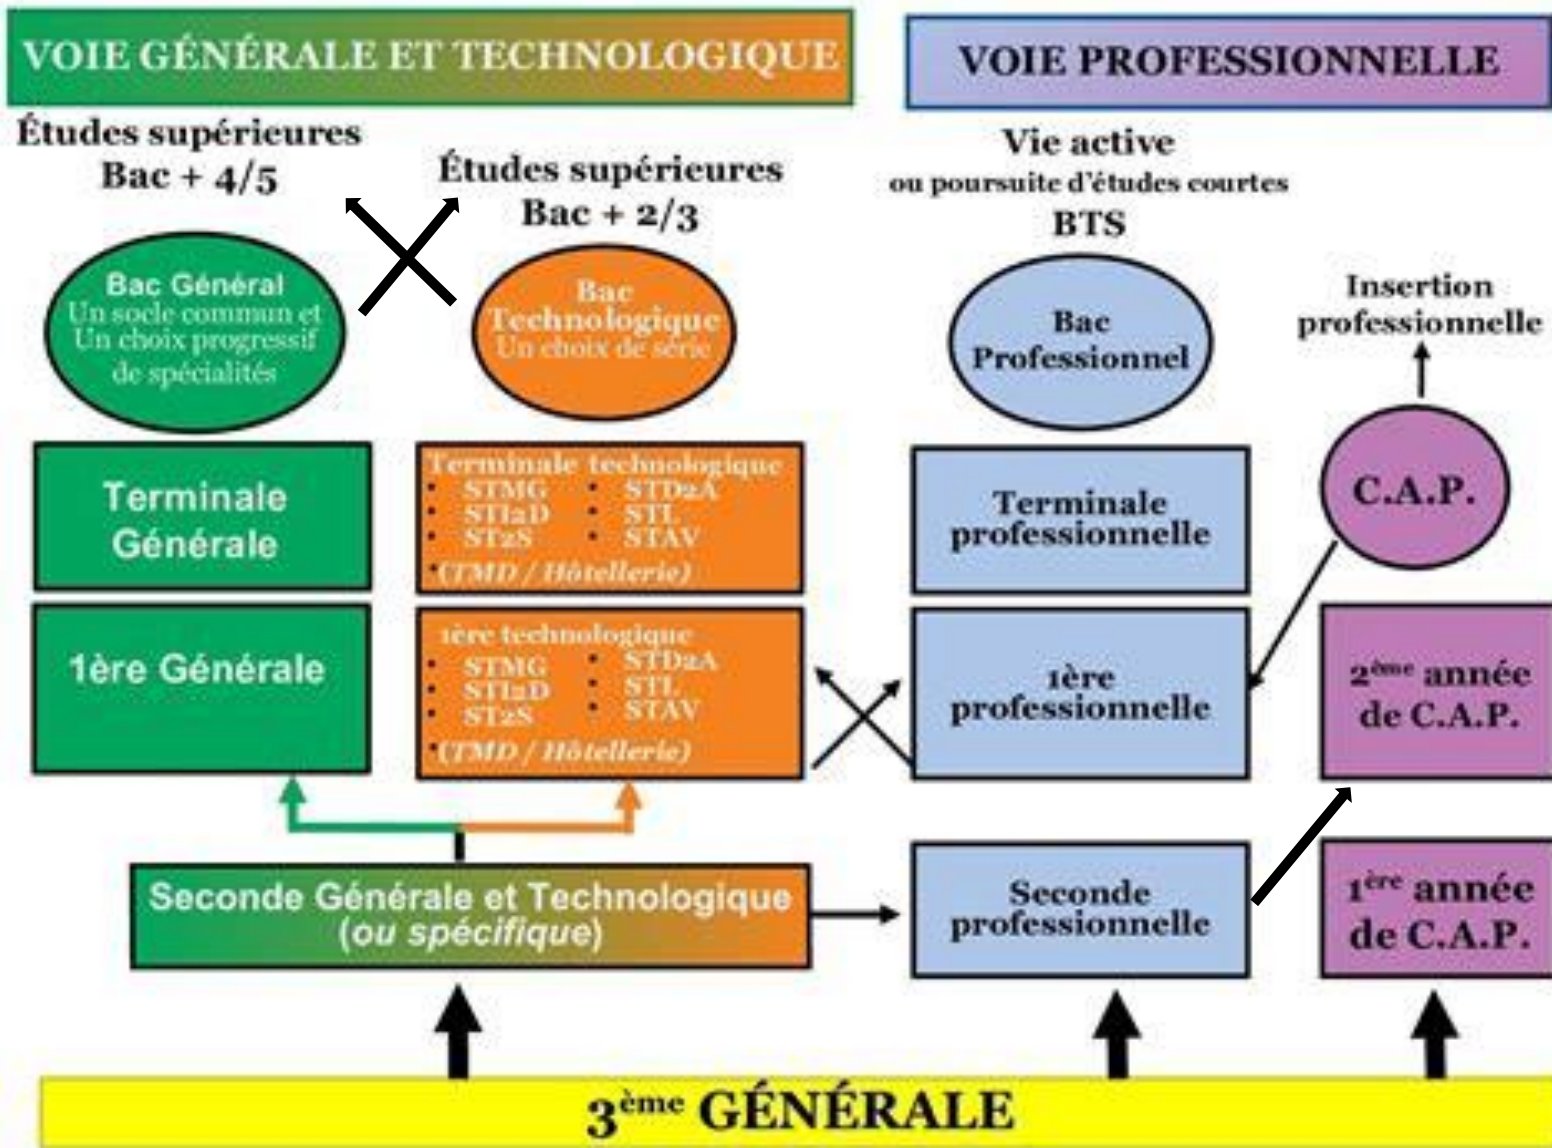 VOIE GÉNÉRALE ET TECHNOLOGIQUE
VOIE PROFESSIONNELLE
Études supérieures
Bac + 4/5
Études supérieures
Bac + 2/3
Vie active
ou poursuite d'études courtes
BTS
Bac Général
Un socle commun et
Un choix progressif
de spécialités
Bac
Technologique
Un choix de série
Bac
Professionnel
Insertion
professionnelle
Terminale
Générale
Terminale technologique
• STMG • STD2A
• STI2D • STL
• ST2S • STAV
•(TMD / Hôtellerie)
Terminale
professionnelle
C.A.P.
1ère Générale
1ère technologique
• STMG • STD2A
• STI2D • STL
• ST2S • STAV
•(TMD / Hôtellerie)
1ère
professionnelle
2ème année
de C.A.P.
Seconde Générale et Technologique
(ou spécifique)
Seconde
professionnelle
1ère année
de C.A.P.
3ème GÉNÉRALE